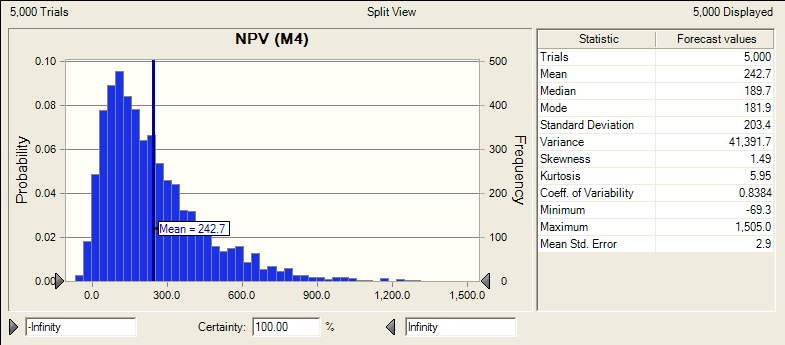 5,000 Trials Split View 5,000 Displayed
NPV (M4)
Probability
0.10
0.08
0.06
0.04
0.02
0.00
Mean = 242.7
500
400
300
200
100
0
Frequency
0.0 300.0 600.0 900.0 1,200.0 1,500.0
Statistic Forecast values
Trials 5,000
Mean 242.7
Median 189.7
Mode 181.9
Standard Deviation 203.4
Variance 41,391.7
Skewness 1.49
Kurtosis 5.95
Coeff. of Variability 0.8384
Minimum -69.3
Maximum 1,505.0
Mean Std. Error 2.9
-Infinity Certainty: 100.00 % Infinity